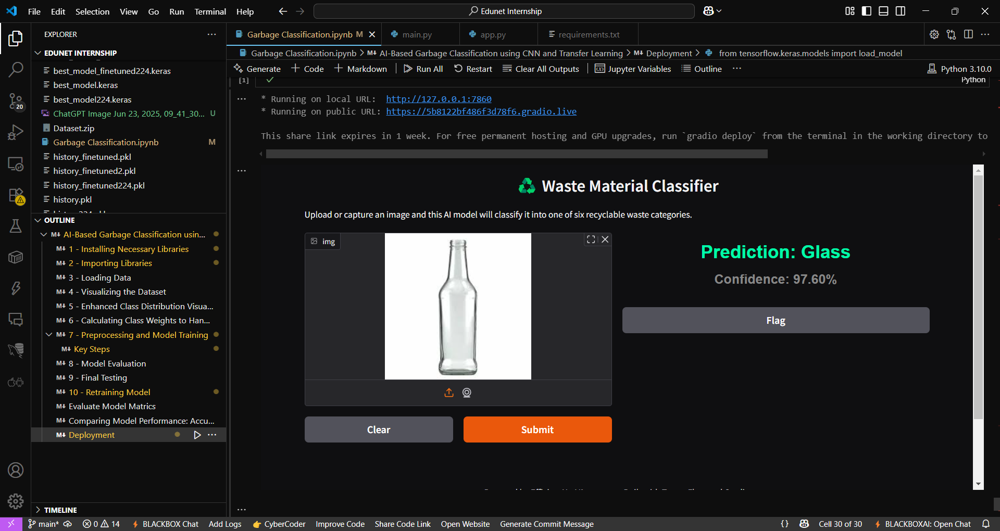 File Edit Selection View Go Run Terminal Help
Edunet Internship
EXPLORER
EDUNET INTERNSHIP
best_model_finetuned224.keras
best_model.keras
best_model224.keras
ChatGPT Image Jun 23, 2025, 09_41_30... U
Dataset.zip
Garbage Classification.ipynb M
history_finetuned.pkl
history_finetuned2.pkl
history_finetuned224.pkl
history.pkl
OUTLINE
M↓ AI-Based Garbage Classification usin...
M↓ 1 - Installing Necessary Libraries
M↓ 2 - Importing Libraries
M↓ 3 - Loading Data
M↓ 4 - Visualizing the Dataset
M↓ 5 - Enhanced Class Distribution Visua...
M↓ 6 - Calculating Class Weights to Han...
M↓ 7 - Preprocessing and Model Training
M↓ Key Steps
M↓ 8 - Model Evaluation
M↓ 9 - Final Testing
M↓ 10 - Retraining Model
M↓ Evaluate Model Matrics
M↓ Comparing Model Performance: Accu...
M↓ Deployment
TIMELINE
20
Garbage Classification.ipynb M main.py app.py requirements.txt
Garbage Classification.ipynb > M↓ AI-Based Garbage Classification using CNN and Transfer Learning > M↓ Deployment > from tensorflow.keras.models import load_model
Generate + Code + Markdown Run All Restart Clear All Outputs Jupyter Variables Outline ... Python 3.10.0
[1] Python
* Running on local URL: http://127.0.0.1:7860
* Running on public URL: https://5b8122bf486f3d78f6.gradio.live
This share link expires in 1 week. For free permanent hosting and GPU upgrades, run `gradio deploy` from the terminal in the working directory to
Waste Material Classifier
Upload or capture an image and this AI model will classify it into one of six recyclable waste categories.
img
Prediction: Glass
Confidence: 97.60%
Flag
Clear Submit
main* 0 14 BLACKBOX Chat Add Logs CyberCoder Improve Code Share Code Link Open Website Generate Commit Message {} Cell 30 of 30 BLACKBOXAI: Open Chat